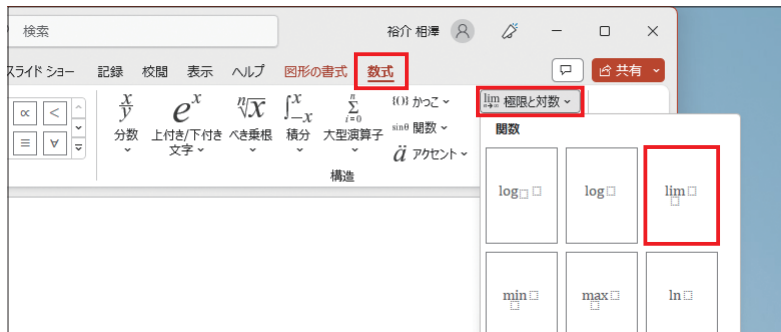 検索
裕介 相澤
スライド ショー 記録 校閲 表示 ヘルプ 図形の書式 数式
共有
∝ <
≡ ∀
x/y
分数
e^x
上付き/下付き文字
ⁿ√x
べき乗根
∫_{-x}^{x}
積分
∑_{i=0}^{n}
大型演算子
{()} かっこ
sinθ 関数
ä アクセント
lim n→∞ 極限と対数
構造
関数
log□ □
log□
lim□
min□
max□
ln□